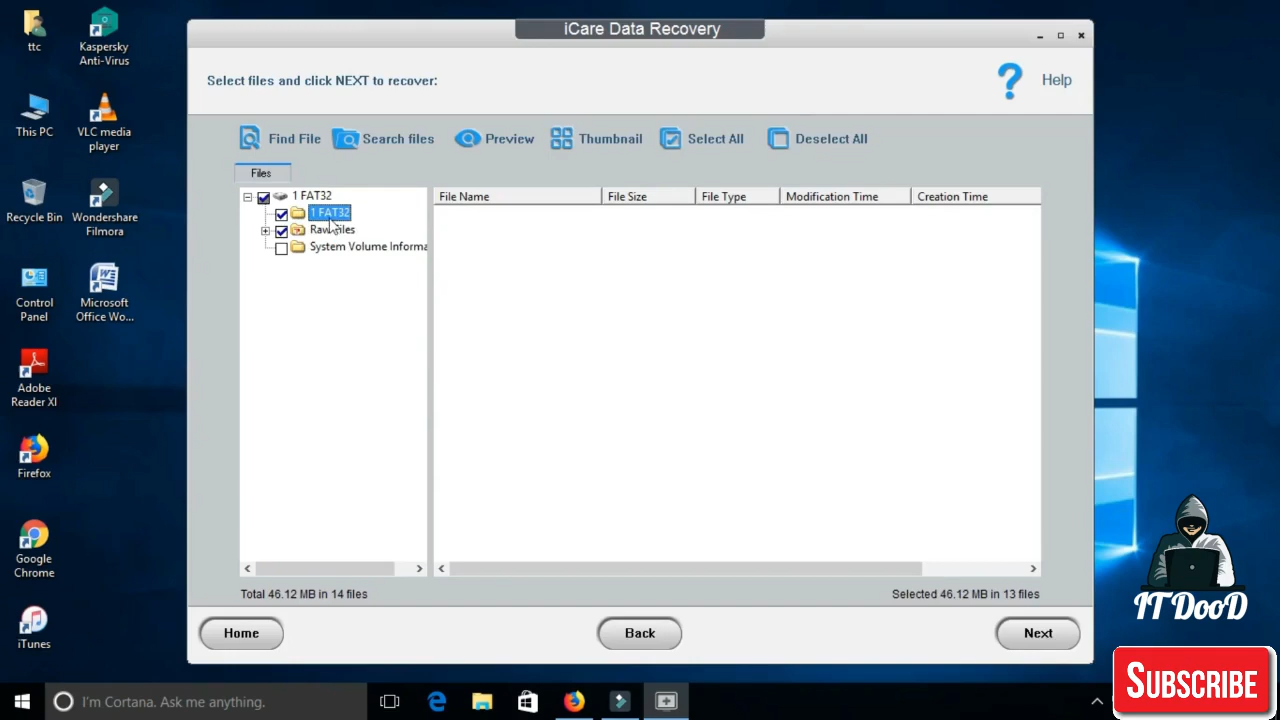 iCare Data Recovery
Select files and click NEXT to recover:
Help
Find File
Search files
Preview
Thumbnail
Select All
Deselect All
Files
1 FAT32
1 FAT32
Raw Files
System Volume Informa
File Name
File Size
File Type
Modification Time
Creation Time
Total 46.12 MB in 14 files
Selected 46.12 MB in 13 files
Home
Back
Next
ttc
Kaspersky
Anti-Virus
This PC
VLC media
player
Recycle Bin
Wondershare
Filmora
Control
Panel
Microsoft
Office Wo...
Adobe
Reader XI
Firefox
Google
Chrome
iTunes
IT DooD
SUBSCRIBE
I'm Cortana. Ask me anything.